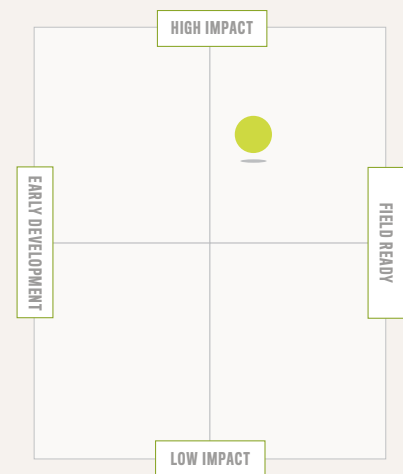 HIGH IMPACT
EARLY DEVELOPMENT
FIELD READY
LOW IMPACT